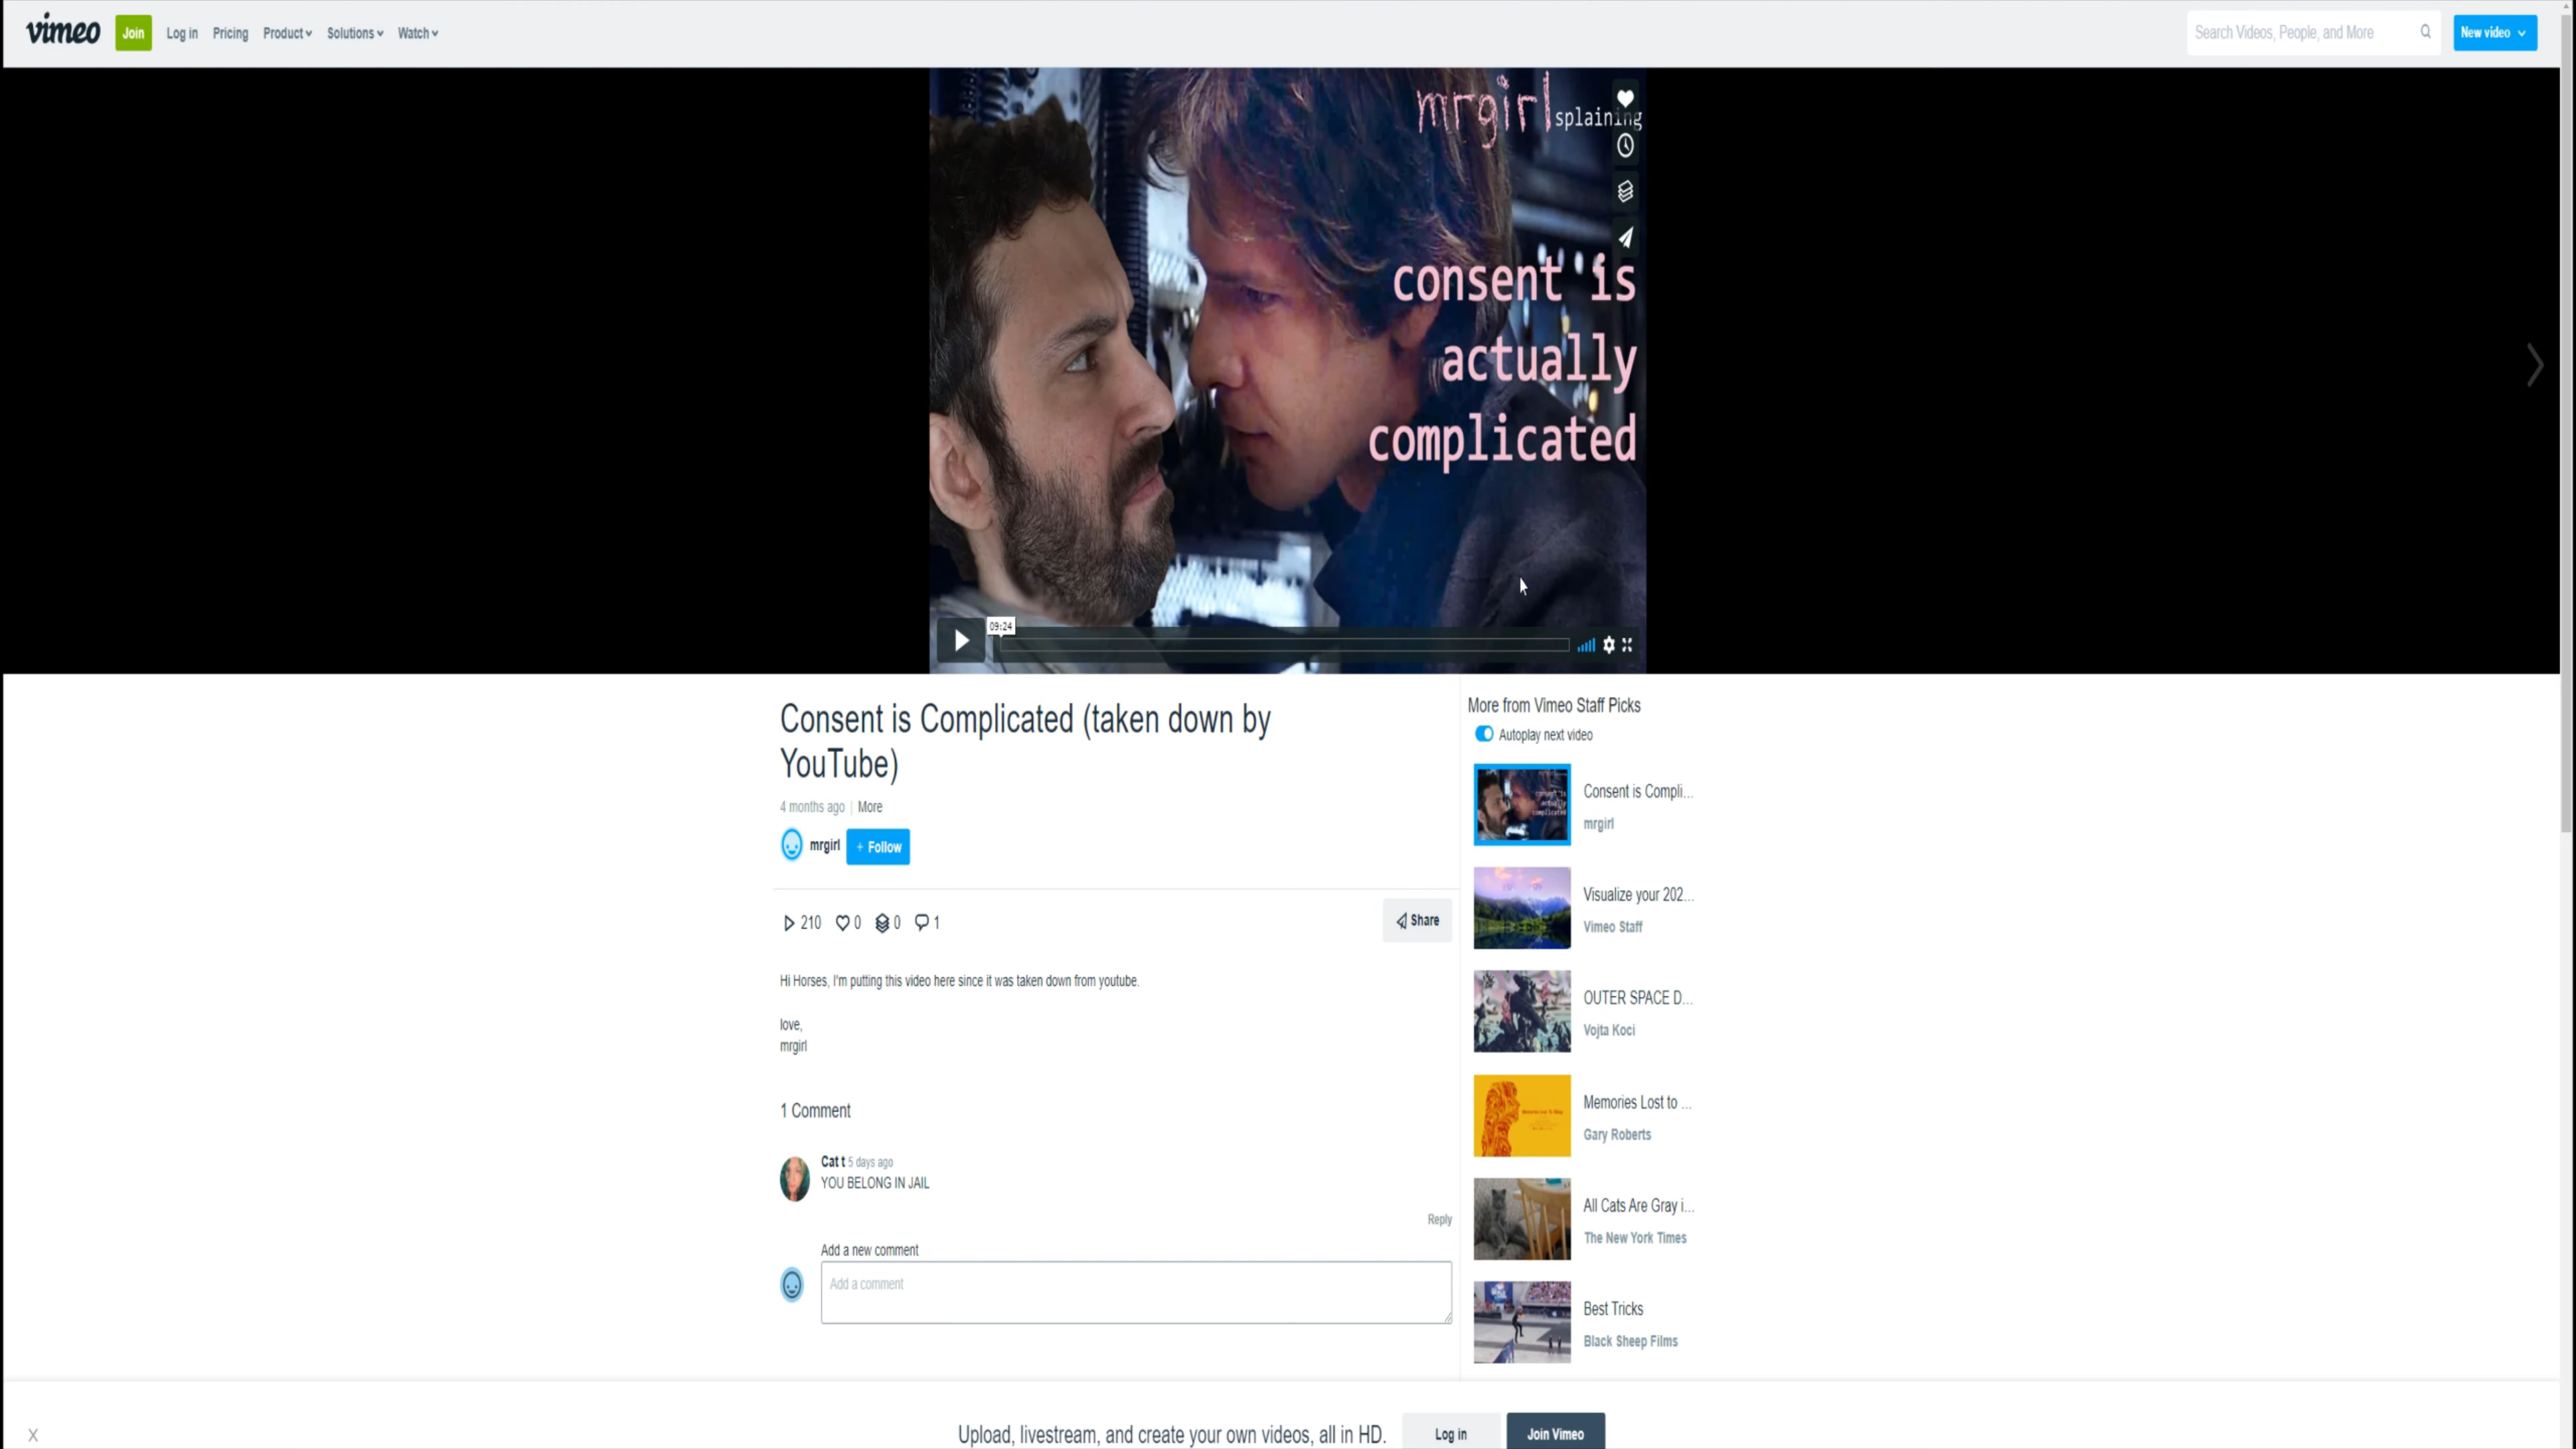 vimeo Join Log in Pricing Product Solutions Watch
Search Videos, People, and More
New video
mrgirl splaining
consent is
actually
complicated
09:24
Consent is Complicated (taken down by
YouTube)
4 months ago | More
mrgirl + Follow
210 0 0 1
Share
Hi Horses, I'm putting this video here since it was taken down from youtube.
love,
mrgirl
1 Comment
Cat t 5 days ago
YOU BELONG IN JAIL
Reply
Add a new comment
Add a comment
More from Vimeo Staff Picks
Autoplay next video
consent is
actually
complicated
Consent is Compli...
mrgirl
Visualize your 202...
Vimeo Staff
OUTER SPACE D...
Vojta Koci
Memories Lost to ...
Gary Roberts
All Cats Are Gray i...
The New York Times
Best Tricks
Black Sheep Films
X
Upload, livestream, and create your own videos, all in HD.
Log in
Join Vimeo